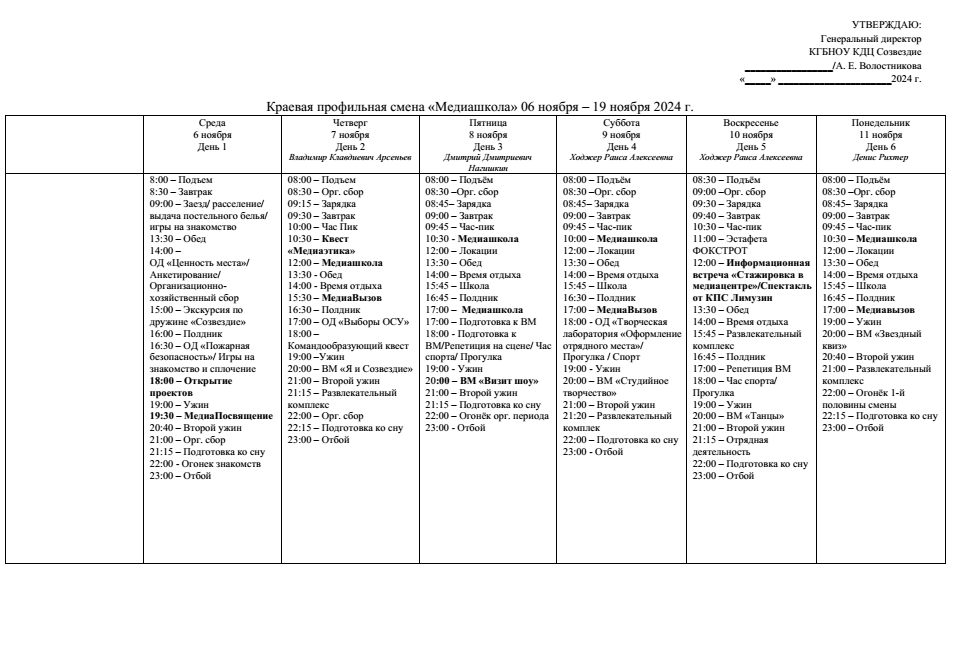 УТВЕРЖДАЮ:
Генеральный директор
КГБНОУ КДЦ Созвездие
________________/А. Е. Волостникова
«_____» ____________________2024 г.
Краевая профильная смена «Медиашкола» 06 ноября – 19 ноября 2024 г.
Среда
6 ноября
День 1
Четверг
7 ноября
День 2
Владимир Клавдиевич Арсеньев
Пятница
8 ноября
День 3
Дмитрий Дмитриевич
Нагишкин
Суббота
9 ноября
День 4
Ходжер Раиса Алексеевна
Воскресенье
10 ноября
День 5
Ходжер Раиса Алексеевна
Понедельник
11 ноября
День 6
Денис Рихтер
8:00 – Подъем
8:30 – Завтрак
09:00 – Заезд/ расселение/
выдача постельного белья/
игры на знакомство
13:30 – Обед
14:00 –
ОД «Ценность места»/
Анкетирование/
Организационно-
хозяйственный сбор
15:00 – Экскурсия по
дружине «Созвездие»
16:00 – Полдник
16:30 – ОД «Пожарная
безопасность»/ Игры на
знакомство и сплочение
18:00 – Открытие
проектов
19:00 – Ужин
19:30 – МедиаПосвящение
20:40 – Второй ужин
21:00 – Орг. сбор
21:15 – Подготовка ко сну
22:00 - Огонек знакомств
23:00 – Отбой
08:00 – Подъем
08:30 – Орг. сбор
09:15 – Зарядка
09:30 – Завтрак
10:00 – Час Пик
10:30 – Квест
«Медиаэтика»
12:00 – Медиашкола
13:30 - Обед
14:00 - Время отдыха
15:30 – МедиаВызов
16:30 – Полдник
17:00 – ОД «Выборы ОСУ»
18:00 –
Командообразующий квест
19:00 –Ужин
20:00 – ВМ «Я и Созвездие»
21:00 – Второй ужин
21:15 – Развлекательный
комплекс
22:00 – Орг. сбор
22:15 – Подготовка ко сну
23:00 – Отбой
08:00 – Подъём
08:30 –Орг. сбор
08:45– Зарядка
09:00 – Завтрак
09:45 – Час-пик
10:30 - Медиашкола
12:00 – Локации
13:30 – Обед
14:00 – Время отдыха
15:45 – Школа
16:45 – Полдник
17:00 – Медиашкола
17:00 – Подготовка к ВМ
18:00 - Подготовка к
ВМ/Репетиция на сцене/ Час
спорта/ Прогулка
19:00 - Ужин
20:00 – ВМ «Визит шоу»
21:00 – Второй ужин
21:15 – Подготовка ко сну
22:00 – Огонёк орг. периода
23:00 - Отбой
08:00 – Подъём
08:30 –Орг. сбор
08:45– Зарядка
09:00 – Завтрак
09:45 – Час-пик
10:00 – Медиашкола
12:00 – Локации
13:30 – Обед
14:00 – Время отдыха
15:45 – Школа
16:30 – Полдник
17:00 – МедиаВызов
18:00 - ОД «Творческая
лаборатория «Оформление
отрядного места»/
Прогулка / Спорт
19:00 – Ужин
20:00 – ВМ «Студийное
творчество»
21:00 – Второй ужин
21:20 – Развлекательный
комплек
22:00 – Подготовка ко сну
23:00 - Отбой
08:30 – Подъём
09:00 –Орг. сбор
09:30 – Зарядка
09:40 – Завтрак
10:30 – Час-пик
11:00 – Эстафета
ФОКСТРОТ
12:00 – Информационная
встреча «Стажировка в
медиацентре»/Спектакль
от КПС Лимузин
13:30 – Обед
14:00 – Время отдыха
15:45 – Развлекательный
комплекс
16:45 – Полдник
17:00 – Репетиция ВМ
18:00 – Час спорта/
Прогулка
19:00 – Ужин
20:00 – ВМ «Танцы»
21:00 – Второй ужин
21:15 – Отрядная
деятельность
22:00 – Подготовка ко сну
23:00 – Отбой
08:00 – Подъём
08:30 –Орг. сбор
08:45– Зарядка
09:00 – Завтрак
09:45 – Час-пик
10:30 – Медиашкола
12:00 – Локации
13:30 – Обед
14:00 – Время отдыха
15:45 – Школа
16:45 – Полдник
17:00 – Медиавызов
19:00 – Ужин
20:00 – ВМ «Звездный
квиз»
20:40 – Второй ужин
21:00 – Развлекательный
комплекс
22:00 – Огонёк 1-й
половины смены
22:15 – Подготовка ко сну
23:00 – Отбой